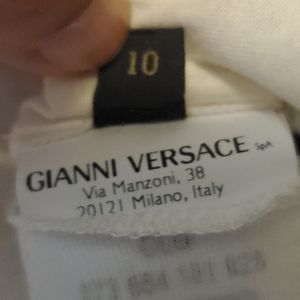 10
GIANNI VERSACE SpA
Via Manzoni, 38
20121 Milano, Italy